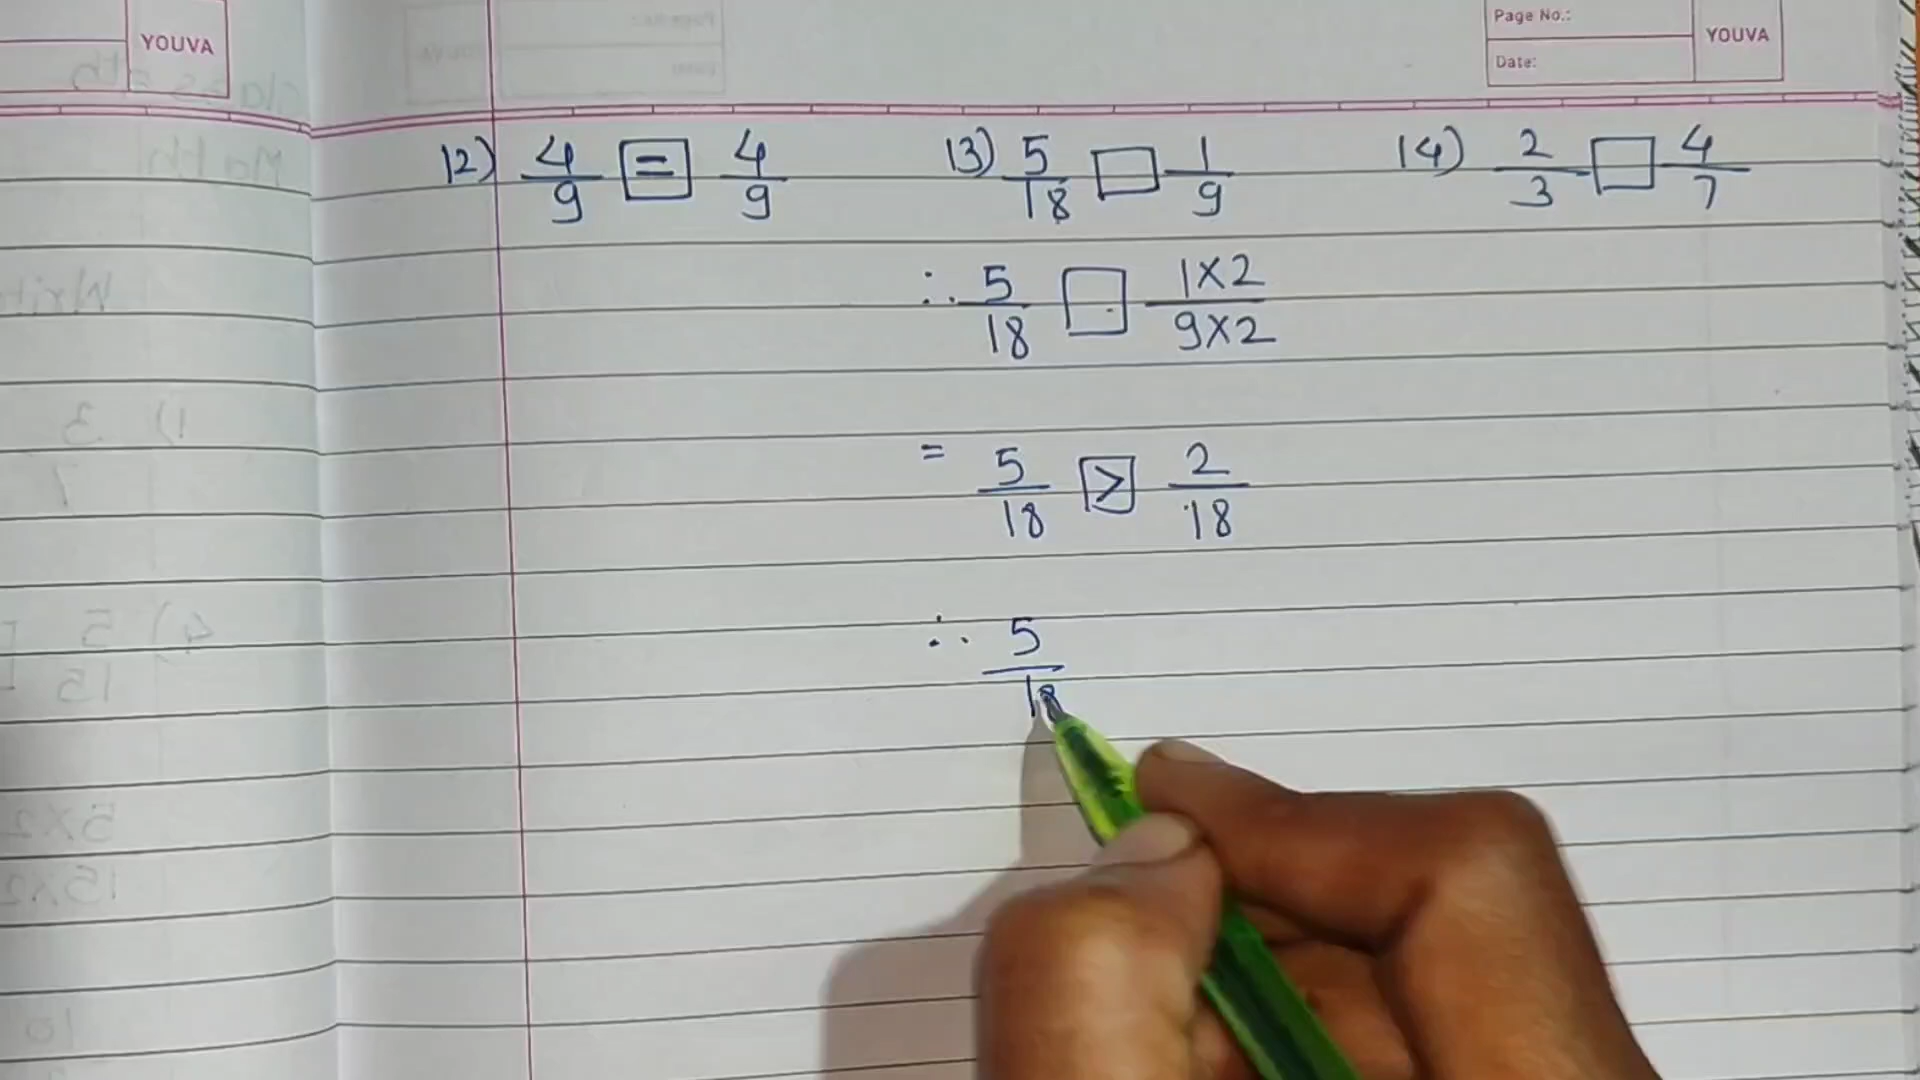 YOUVA
Page No.:
Date:
YOUVA
12) 4/9 = 4/9
13) 5/18 □ 1/9
14) 2/3 □ 4/7
∴ 5/18 □ 1×2/9×2
= 5/18 > 2/18
∴ 5/18